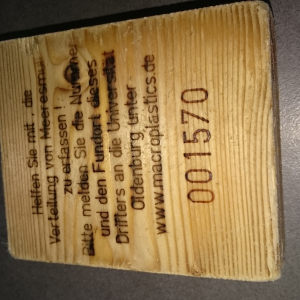 Helfen Sie mit, die
Verteilung von Meeresmü
zu erfassen!
Bitte melden Sie die Nummer
und den Fundort dieses
Drifters an die Universität
Oldenburg unter
www.macroplastics.de
001570